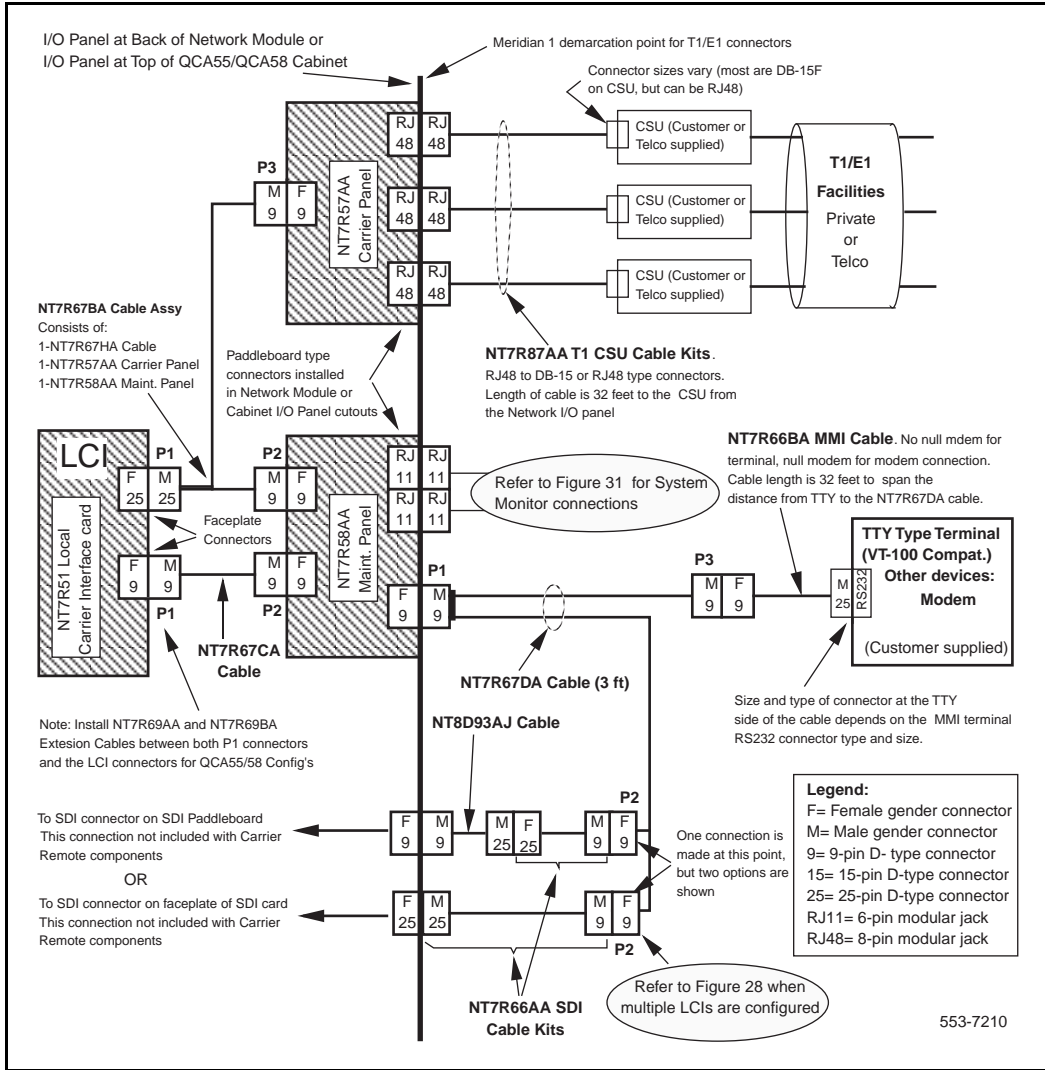 I/O Panel at Back of Network Module or
I/O Panel at Top of QCA55/QCA58 Cabinet
Meridian 1 demarcation point for T1/E1 connectors
Connector sizes vary (most are DB-15F
on CSU, but can be RJ48)
RJ
48
RJ
48
CSU (Customer or
Telco supplied)
P3
M
9
F
9
NT7R57AA
Carrier Panel
RJ
48
RJ
48
CSU (Customer or
Telco supplied)
T1/E1
Facilities
Private
or
Telco
RJ
48
RJ
48
CSU (Customer or
Telco supplied)
NT7R67BA Cable Assy
Consists of:
1-NT7R67HA Cable
1-NT7R57AA Carrier Panel
1-NT7R58AA Maint. Panel
Paddleboard type
connectors installed
in Network Module or
Cabinet I/O Panel cutouts
NT7R87AA T1 CSU Cable Kits.
RJ48 to DB-15 or RJ48 type connectors.
Length of cable is 32 feet to the CSU from
the Network I/O panel
LCI
NT7R51 Local
Carrier Interface card
P1
F
25
M
25
P2
M
9
F
9
Faceplate
Connectors
F
9
M
9
P1
M
9
F
9
P2
NT7R67CA
Cable
NT7R58AA
Maint. Panel
RJ
11
RJ
11
RJ
11
RJ
11
Refer to Figure 31 for System
Monitor connections
NT7R66BA MMI Cable. No null mdem for
terminal, null modem for modem connection.
Cable length is 32 feet to span the
distance from TTY to the NT7R67DA cable.
P1
F
9
M
9
P3
M
9
F
9
M
25
RS232
TTY Type Terminal
(VT-100 Compat.)
Other devices:
Modem
(Customer supplied)
NT7R67DA Cable (3 ft)
Size and type of connector at the TTY
side of the cable depends on the MMI terminal
RS232 connector type and size.
Note: Install NT7R69AA and NT7R69BA
Extesion Cables between both P1 connectors
and the LCI connectors for QCA55/58 Config's
NT8D93AJ Cable
To SDI connector on SDI Paddleboard
This connection not included with Carrier
Remote components
F
9
M
9
M
25
F
25
P2
M
9
F
9
One connection is
made at this point,
but two options are
shown
OR
To SDI connector on faceplate of SDI card
This connection not included with Carrier
Remote components
F
25
M
25
M
9
F
9
P2
NT7R66AA SDI
Cable Kits
Refer to Figure 28 when
multiple LCIs are configured
Legend:
F= Female gender connector
M= Male gender connector
9= 9-pin D- type connector
15= 15-pin D-type connector
25= 25-pin D-type connector
RJ11= 6-pin modular jack
RJ48= 8-pin modular jack
553-7210